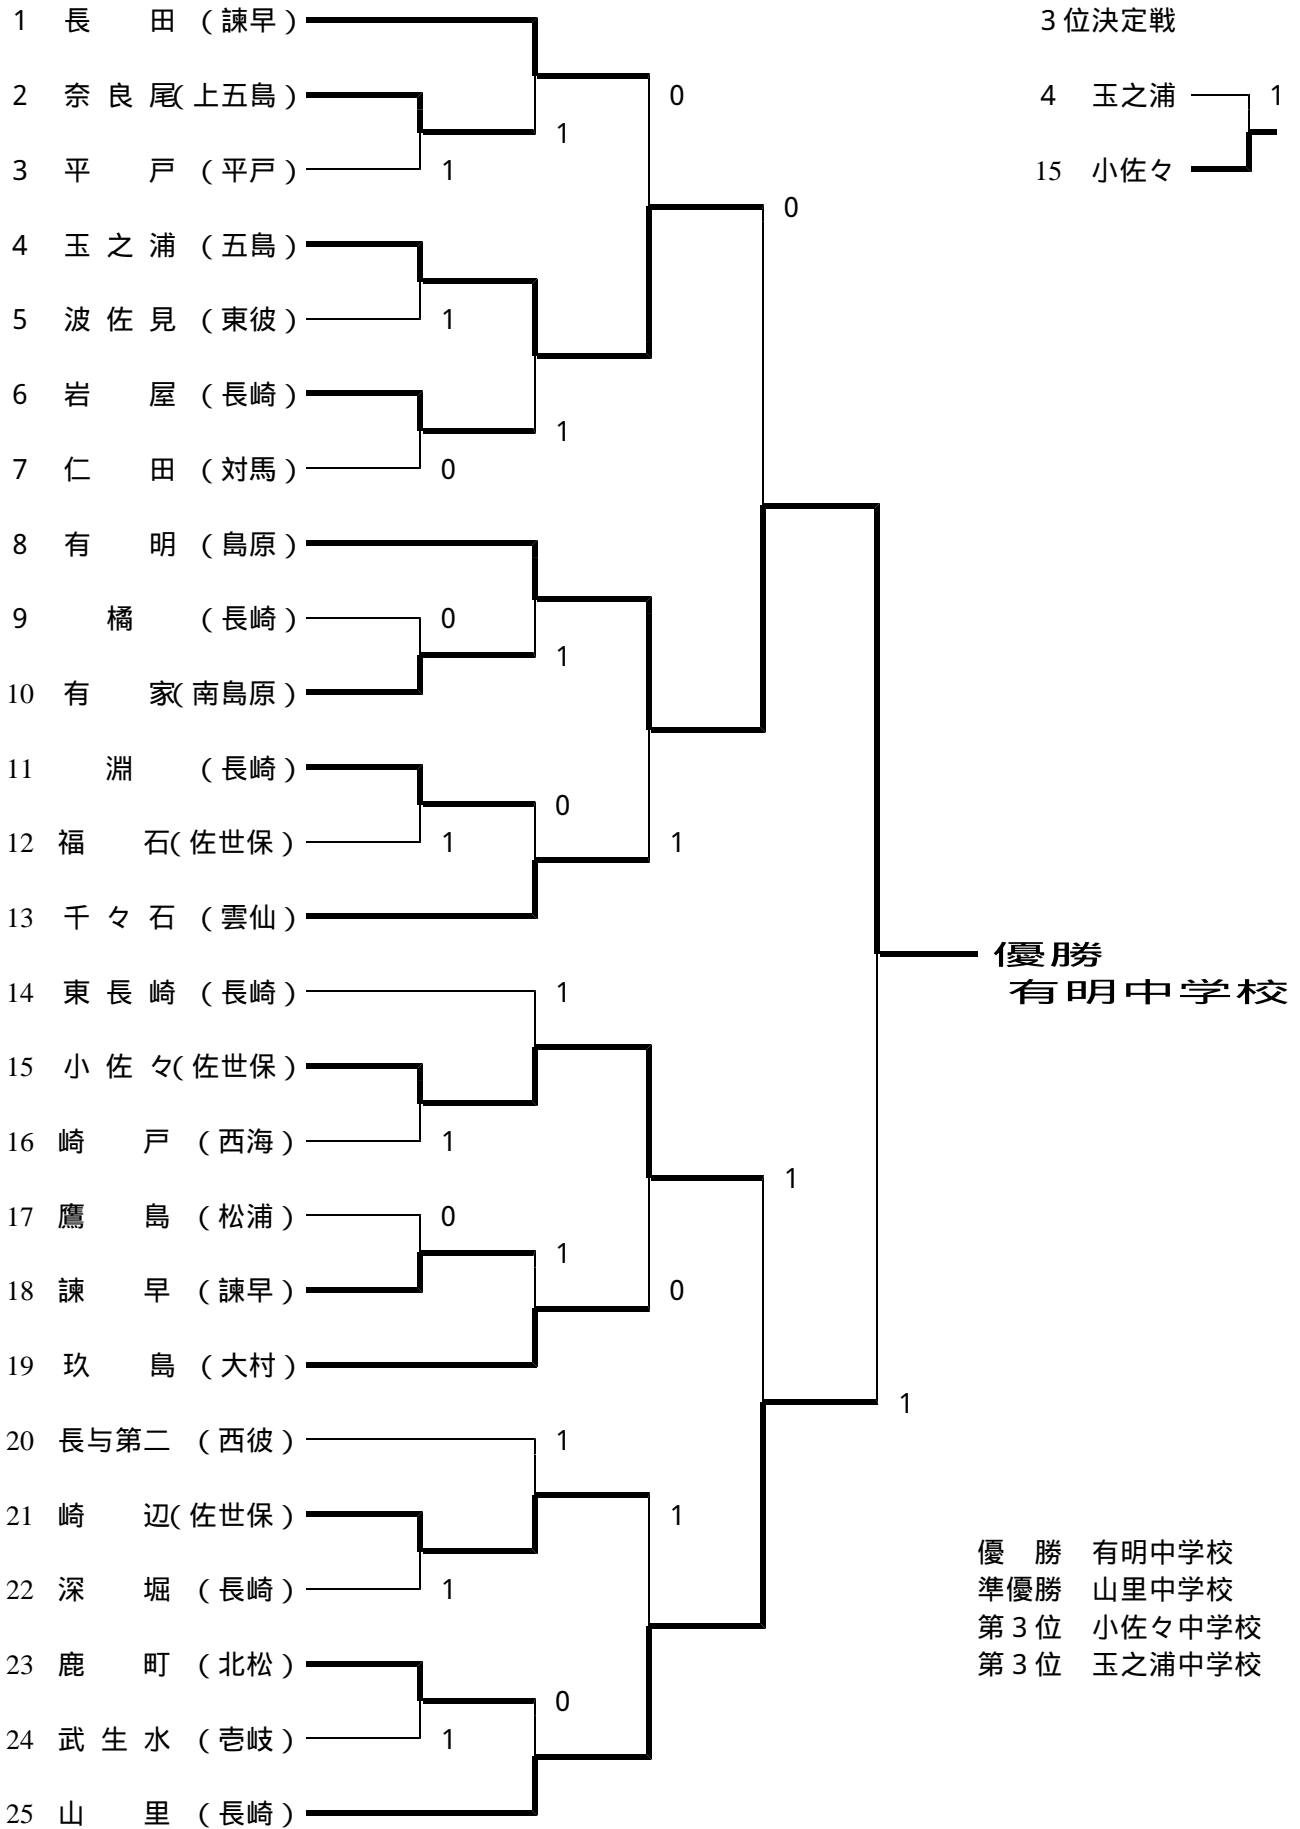 1 長 田 (諫早)
3位決定戦
2 奈 良 尾(上五島)
0
4 玉之浦 1
1
3 平 戸 (平戸) 1
15 小佐々
0
4 玉 之 浦 (五島)
5 波 佐 見 (東彼) 1
6 岩 屋 (長崎)
1
7 仁 田 (対馬) 0
8 有 明 (島原)
9 橘 (長崎) 0
1
10 有 家(南島原)
11 淵 (長崎)
0
12 福 石(佐世保) 1 1
13 千 々 石 (雲仙)
優勝
14 東 長 崎 (長崎) 1
有明中学校
15 小 佐 々(佐世保)
16 崎 戸 (西海) 1
1
17 鷹 島 (松浦) 0
1
18 諫 早 (諫早) 0
19 玖 島 (大村)
1
20 長与第二 (西彼) 1
21 崎 辺(佐世保) 1
優 勝 有明中学校
22 深 堀 (長崎) 1
準優勝 山里中学校
第3位 小佐々中学校
23 鹿 町 (北松)
第3位 玉之浦中学校
0
24 武 生 水 (壱岐) 1
25 山 里 (長崎)